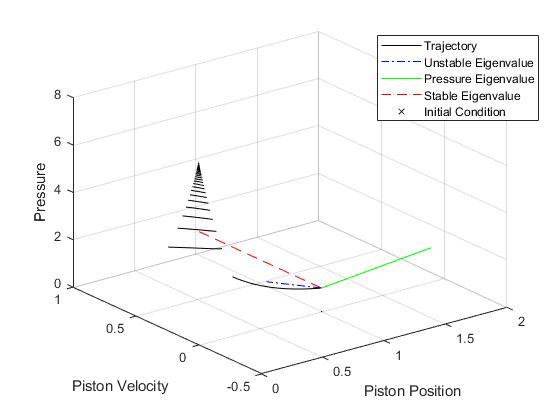 Trajectory
Unstable Eigenvalue
Pressure Eigenvalue
Stable Eigenvalue
Initial Condition
8
6
4
2
0
Pressure
1
0.5
0
-0.5
Piston Velocity
0
0.5
1
1.5
2
Piston Position